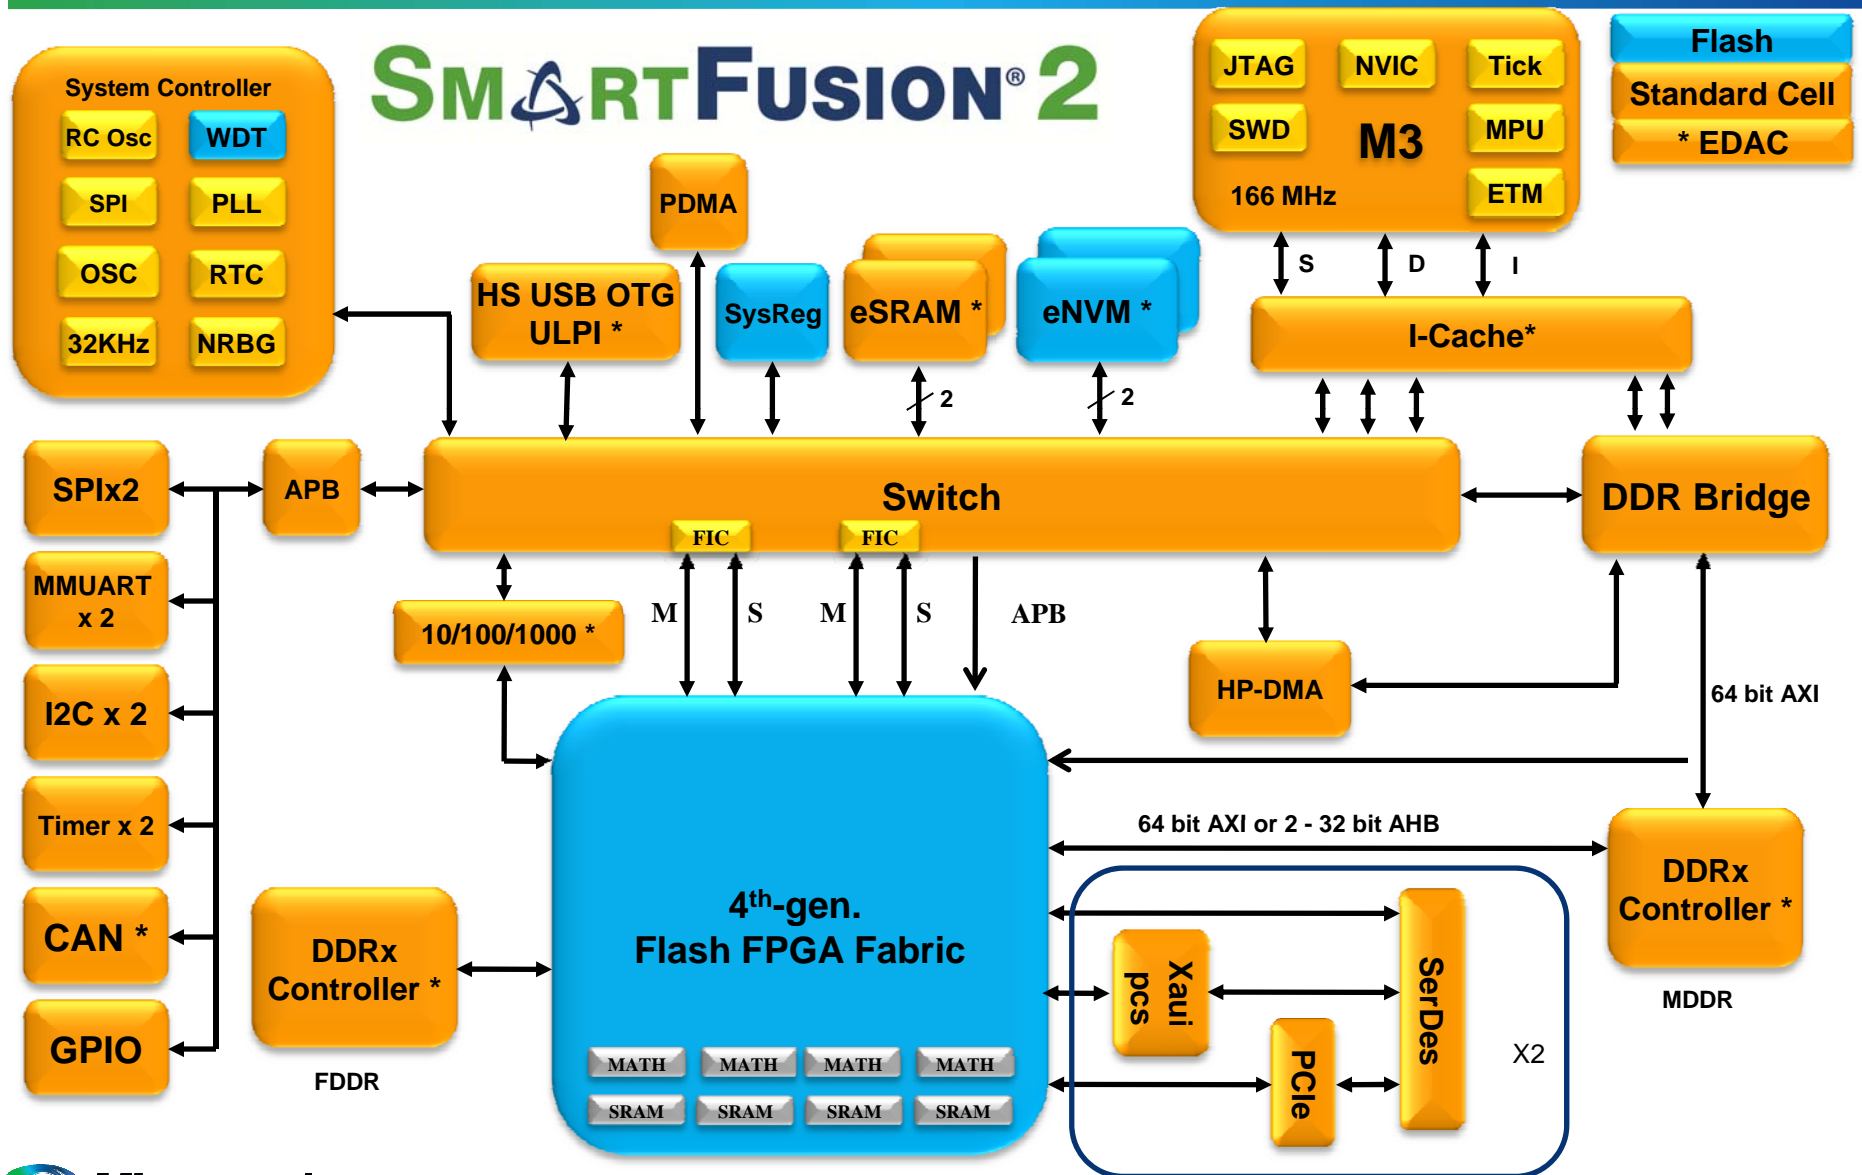 SMARTFUSION® 2
System Controller
RC Osc
WDT
SPI
PLL
OSC
RTC
32KHz
NRBG
JTAG
NVIC
Tick
SWD
M3
MPU
166 MHz
ETM
Flash
Standard Cell
* EDAC
PDMA
HS USB OTG
ULPI *
SysReg
eSRAM *
eNVM *
S
D
I
I-Cache*
2
2
SPIx2
APB
Switch
DDR Bridge
FIC
FIC
MMUART
x 2
10/100/1000 *
M
S
M
S
APB
I2C x 2
HP-DMA
64 bit AXI
Timer x 2
64 bit AXI or 2 - 32 bit AHB
DDRx
Controller *
MDDR
CAN *
DDRx
Controller *
FDDR
4th-gen.
Flash FPGA Fabric
Xaui
pcs
SerDes
PCIe
X2
GPIO
MATH
MATH
MATH
MATH
SRAM
SRAM
SRAM
SRAM